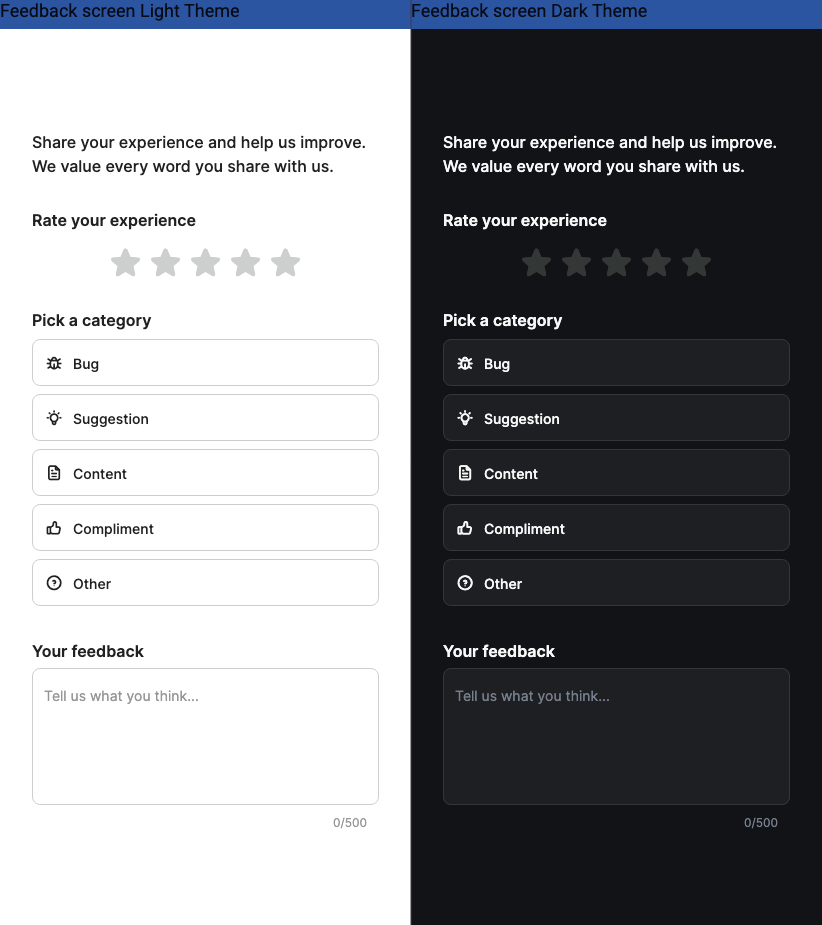 Feedback screen Light Theme
Share your experience and help us improve.
We value every word you share with us.
Rate your experience
Pick a category
Bug
Suggestion
Content
Compliment
Other
Your feedback
Tell us what you think...
0/500
Feedback screen Dark Theme
Share your experience and help us improve.
We value every word you share with us.
Rate your experience
Pick a category
Bug
Suggestion
Content
Compliment
Other
Your feedback
Tell us what you think...
0/500